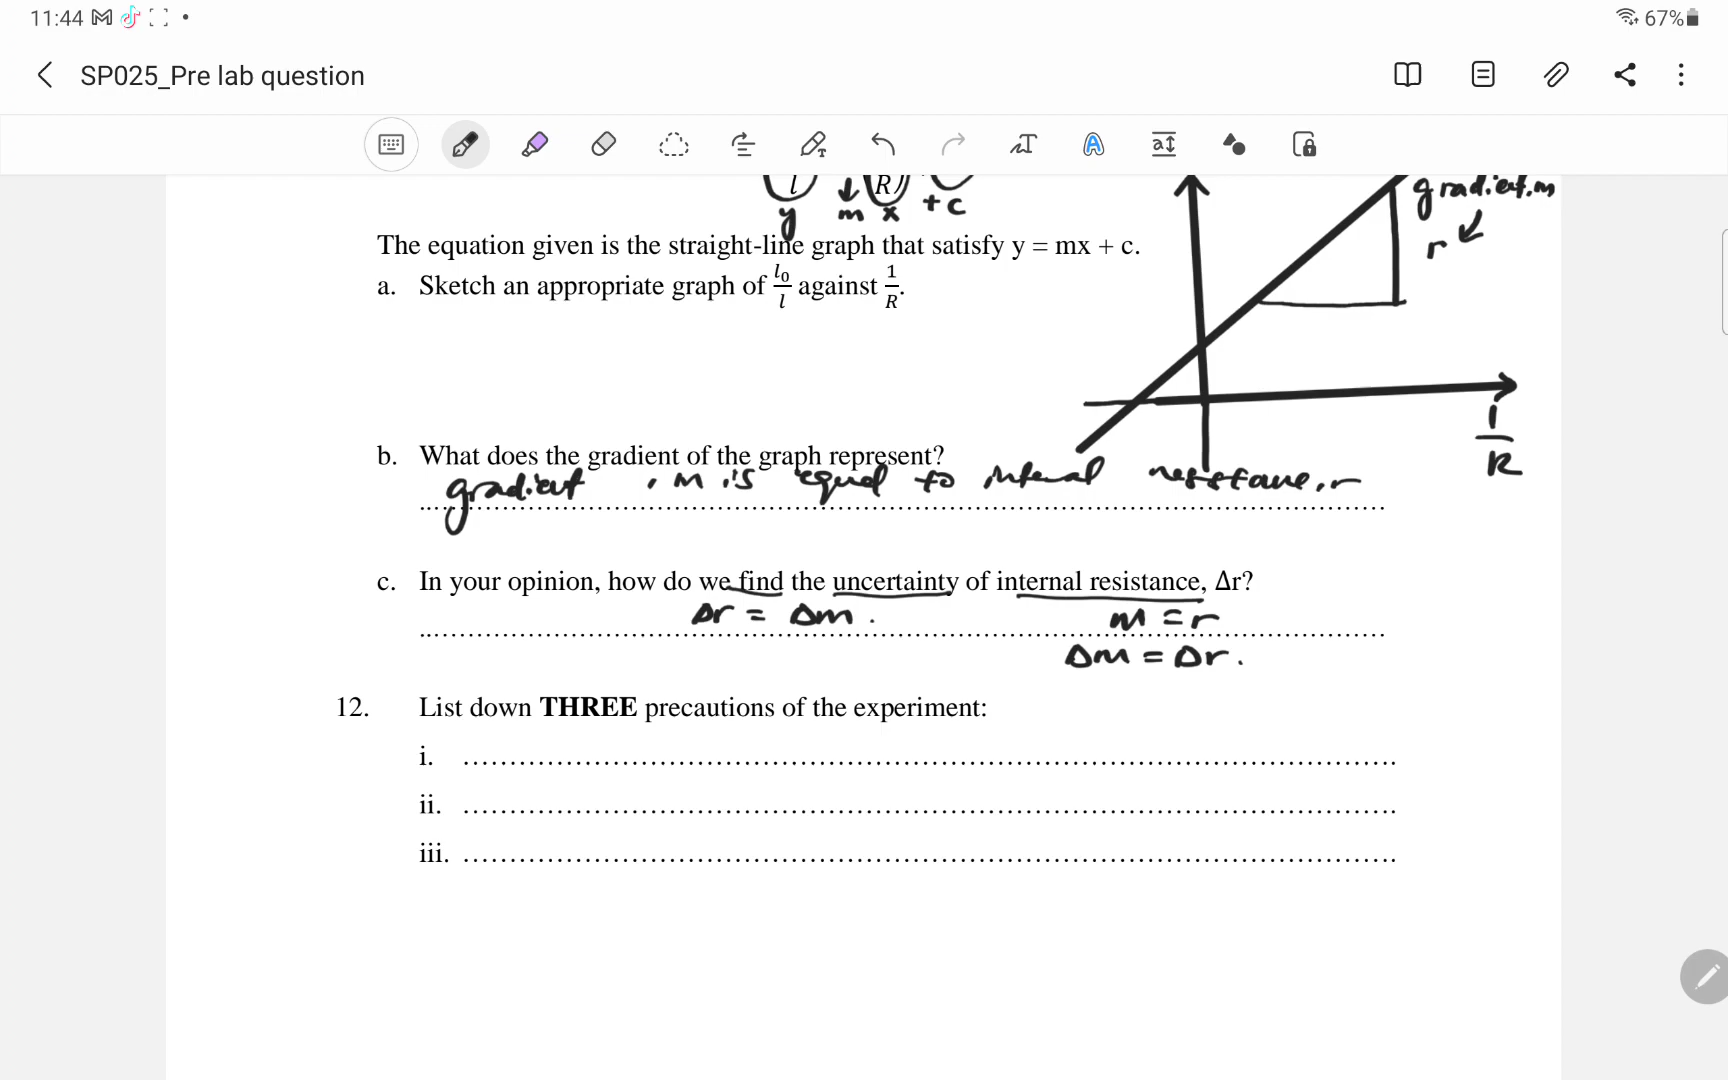 11:44
67%
SP025_Pre lab question
l R
y m x + c
gradient, m
r
The equation given is the straight-line graph that satisfy y = mx + c.
a. Sketch an appropriate graph of l₀/l against 1/R.
1/R
b. What does the gradient of the graph represent?
gradient, m is equal to internal resistance, r
c. In your opinion, how do we find the uncertainty of internal resistance, Δr?
Δr = Δm. m = r
Δm = Δr.
12. List down THREE precautions of the experiment:
i. ....................
ii. ....................
iii. ....................